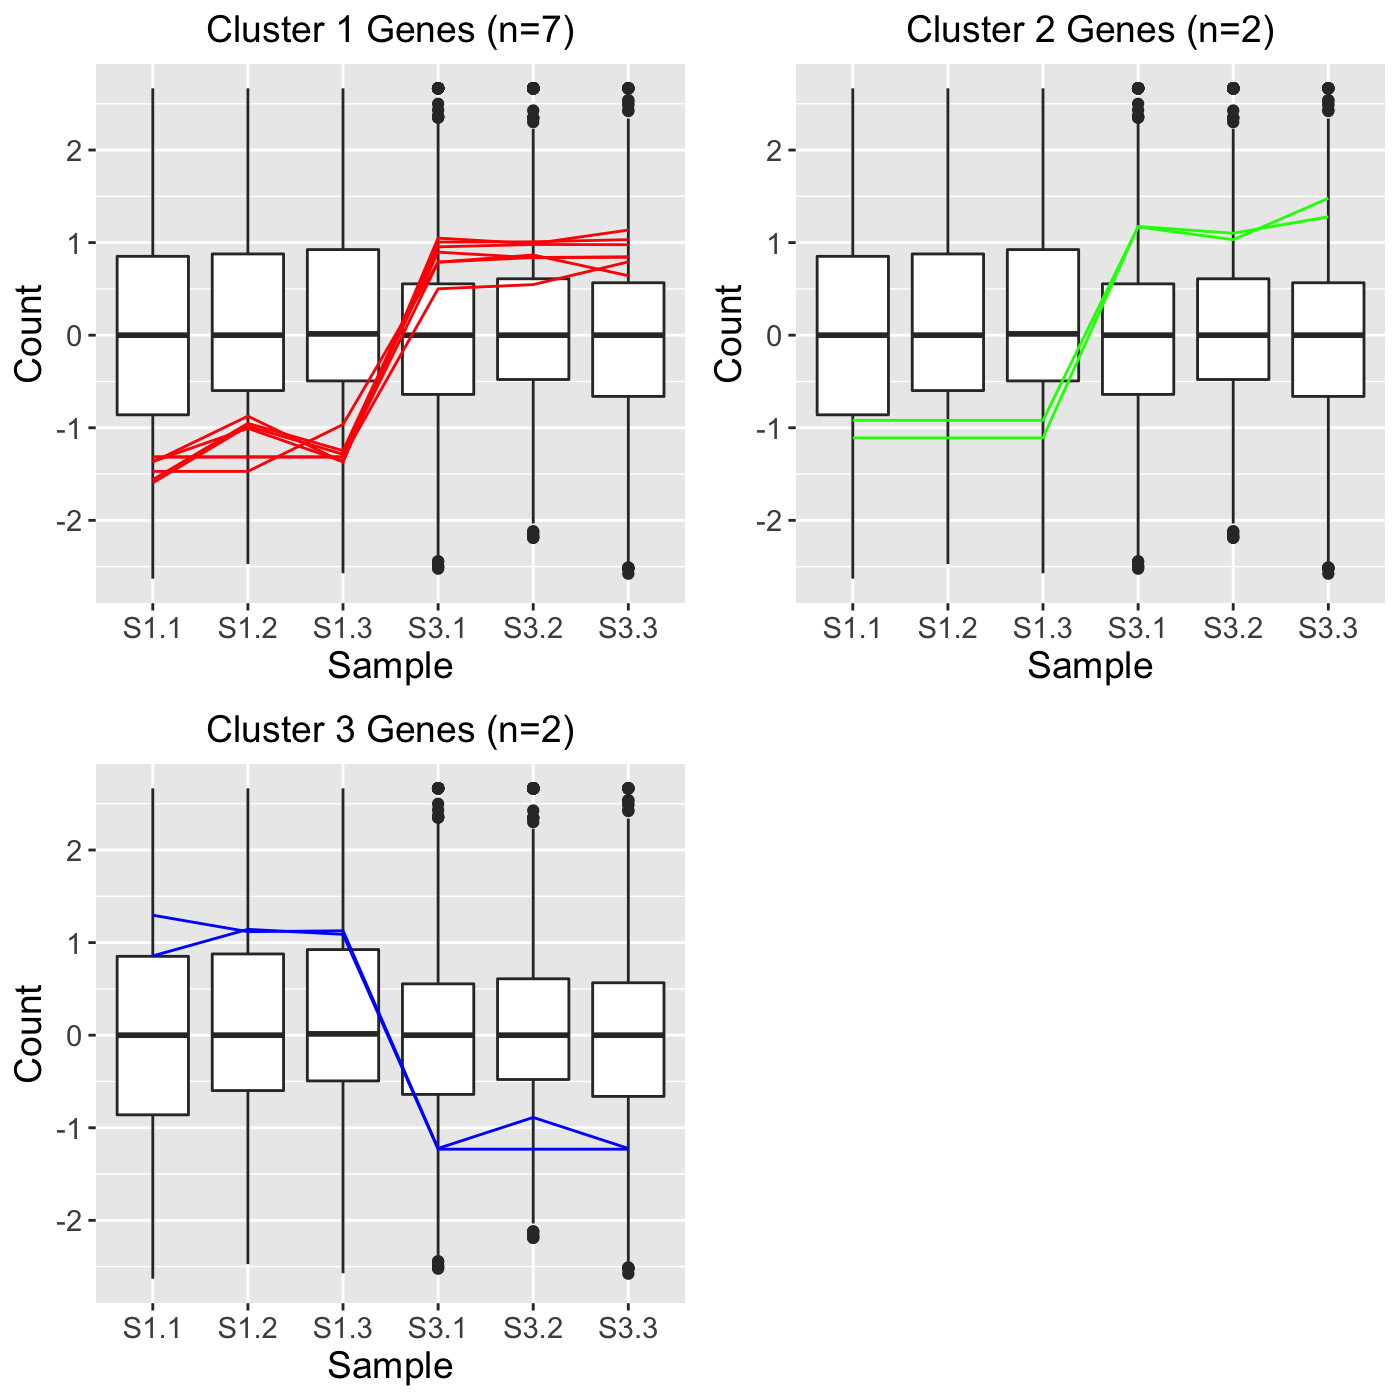 Cluster 1 Genes (n=7)
Count
2
1
0
-1
-2
S1.1 S1.2 S1.3 S3.1 S3.2 S3.3
Sample
Cluster 2 Genes (n=2)
Count
2
1
0
-1
-2
S1.1 S1.2 S1.3 S3.1 S3.2 S3.3
Sample
Cluster 3 Genes (n=2)
Count
2
1
0
-1
-2
S1.1 S1.2 S1.3 S3.1 S3.2 S3.3
Sample